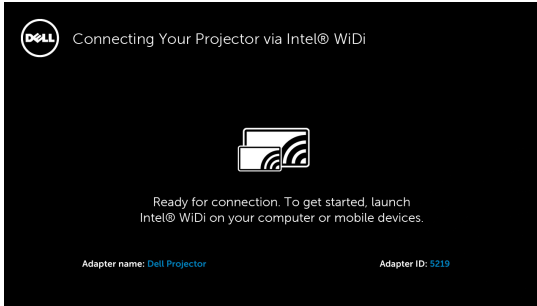 DELL
Connecting Your Projector via Intel® WiDi
Ready for connection. To get started, launch
Intel® WiDi on your computer or mobile devices.
Adapter name: Dell Projector
Adapter ID: 5219